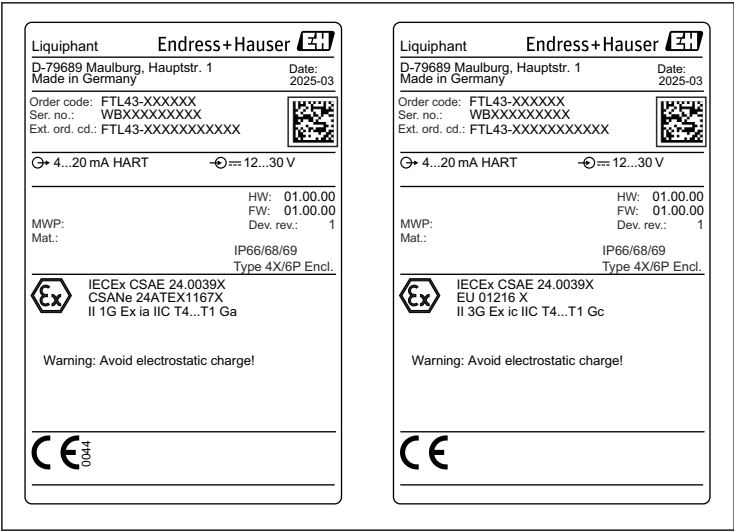 Liquiphant Endress+Hauser EH
D-79689 Maulburg, Hauptstr. 1 Date:
Made in Germany 2025-03
Order code: FTL43-XXXXXX
Ser. no.: WBXXXXXXXXX
Ext. ord. cd.: FTL43-XXXXXXXXXXX
4...20 mA HART 12...30 V
HW: 01.00.00
FW: 01.00.00
MWP: Dev. rev.: 1
Mat.:
IP66/68/69
Type 4X/6P Encl.
Ex
IECEx CSAE 24.0039X
CSANe 24ATEX1167X
II 1G Ex ia IIC T4...T1 Ga
Warning: Avoid electrostatic charge!
CE 0044
Liquiphant Endress+Hauser EH
D-79689 Maulburg, Hauptstr. 1 Date:
Made in Germany 2025-03
Order code: FTL43-XXXXXX
Ser. no.: WBXXXXXXXXX
Ext. ord. cd.: FTL43-XXXXXXXXXXX
4...20 mA HART 12...30 V
HW: 01.00.00
FW: 01.00.00
MWP: Dev. rev.: 1
Mat.:
IP66/68/69
Type 4X/6P Encl.
Ex
IECEx CSAE 24.0039X
EU 01216 X
II 3G Ex ic IIC T4...T1 Gc
Warning: Avoid electrostatic charge!
CE